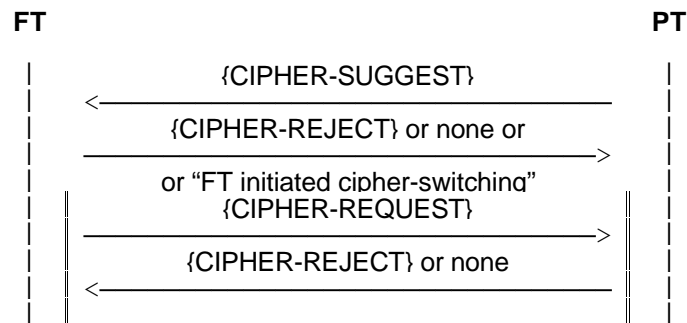 FT PT
{CIPHER-SUGGEST}
{CIPHER-REJECT} or none or
or “FT initiated cipher-switching”
{CIPHER-REQUEST}
{CIPHER-REJECT} or none